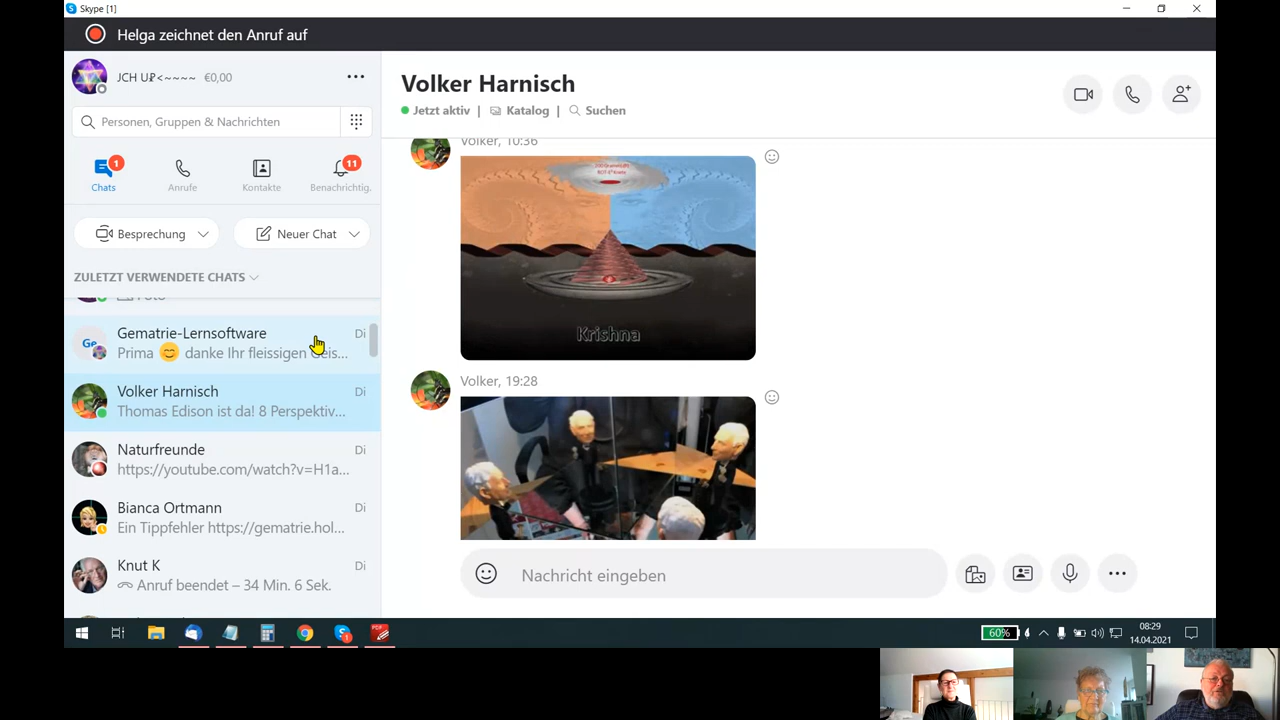 Skype [1]
Helga zeichnet den Anruf auf
JCH U₽<~~~~ €0,00
Personen, Gruppen & Nachrichten
1
11
Chats
Anrufe
Kontakte
Benachrichtig.
Besprechung
Neuer Chat
ZULETZT VERWENDETE CHATS
Gematrie-Lernsoftware Di
Ge
Prima 😊 danke Ihr fleissigen Geis...
Volker Harnisch Di
Thomas Edison ist da! 8 Perspektiv...
Naturfreunde Di
https://youtube.com/watch?v=H1a...
Bianca Ortmann Di
Ein Tippfehler https://gematrie.hol...
Knut K Di
Anruf beendet – 34 Min. 6 Sek.
Volker Harnisch
Jetzt aktiv | Katalog | Suchen
Volker, 10:36
Krishna
Volker, 19:28
Nachricht eingeben
60%
08:29
14.04.2021